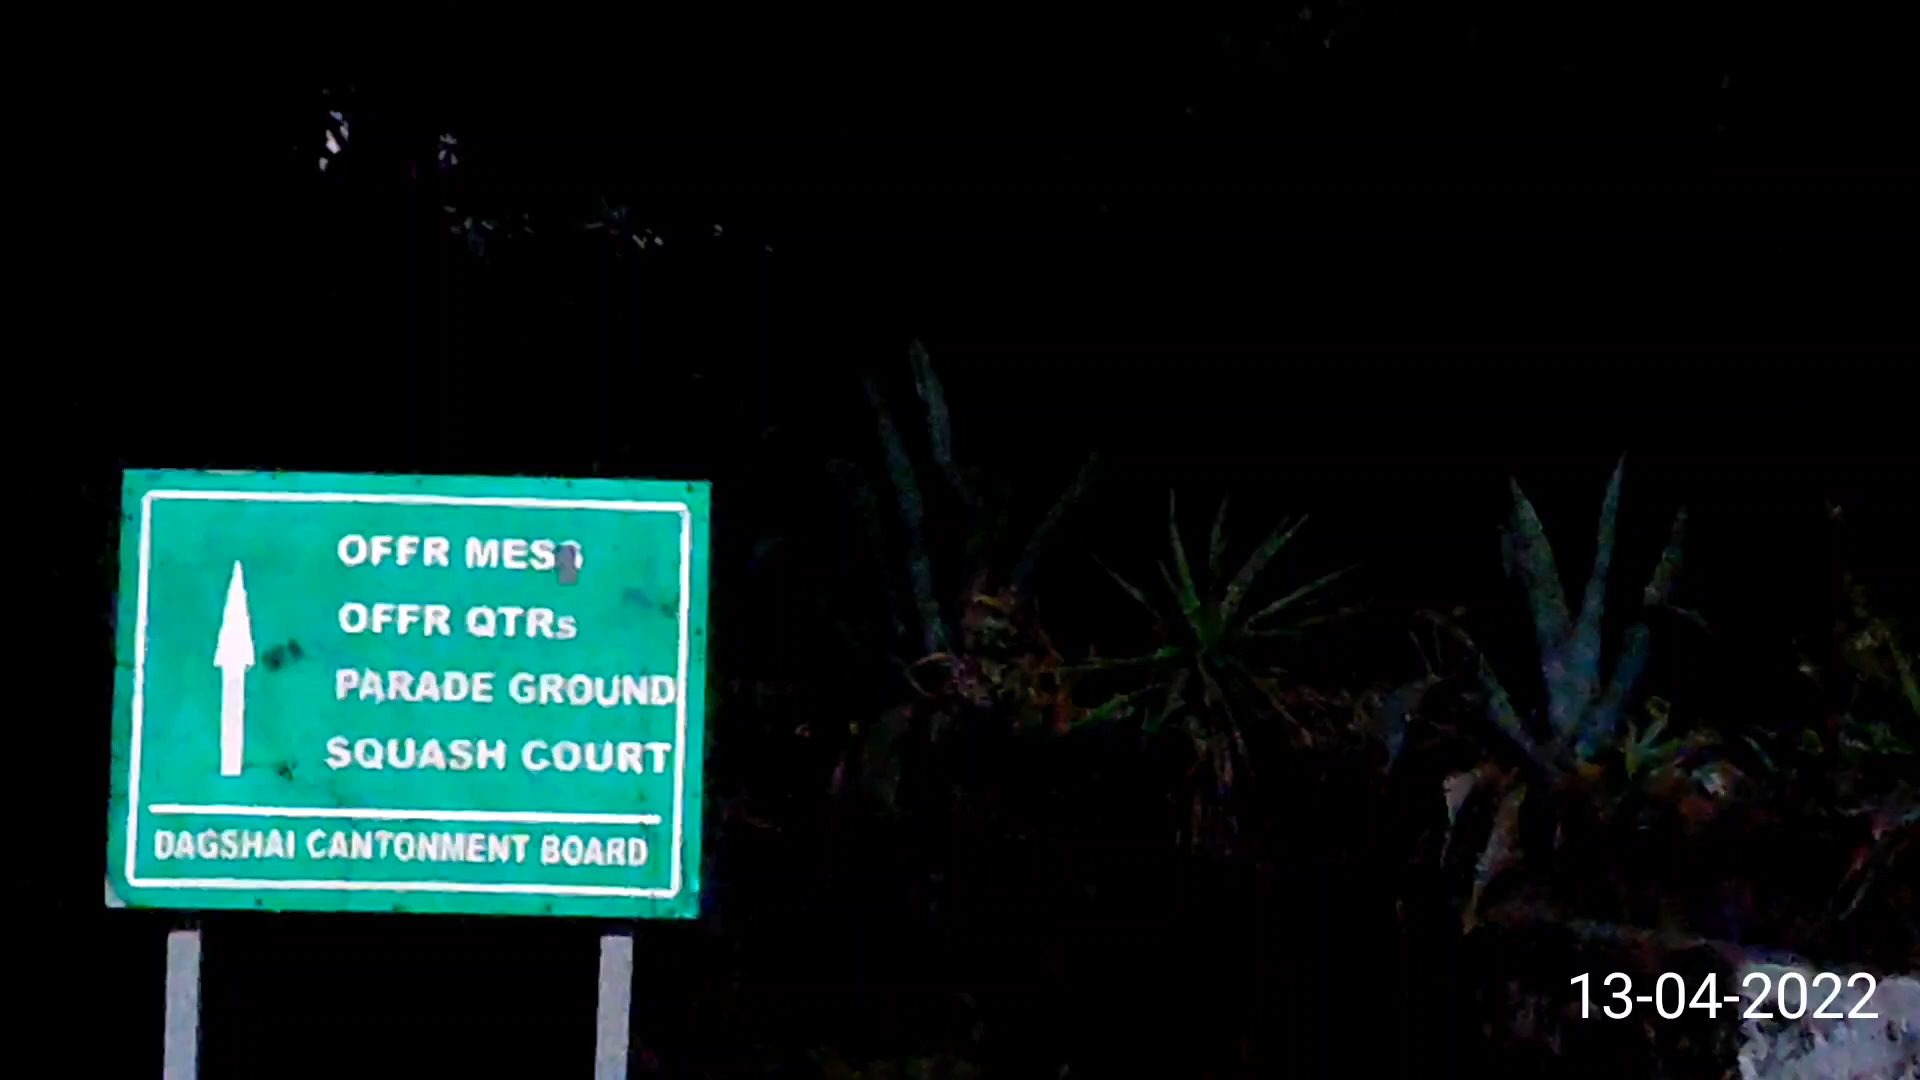 OFFR MESS
OFFR QTRs
PARADE GROUND
SQUASH COURT
DAGSHAI CANTONMENT BOARD
13-04-2022